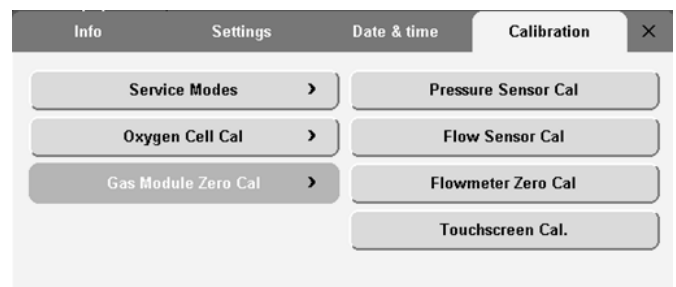 Info Settings Date & time Calibration ×
Service Modes › Pressure Sensor Cal
Oxygen Cell Cal › Flow Sensor Cal
Gas Module Zero Cal › Flowmeter Zero Cal
Touchscreen Cal.